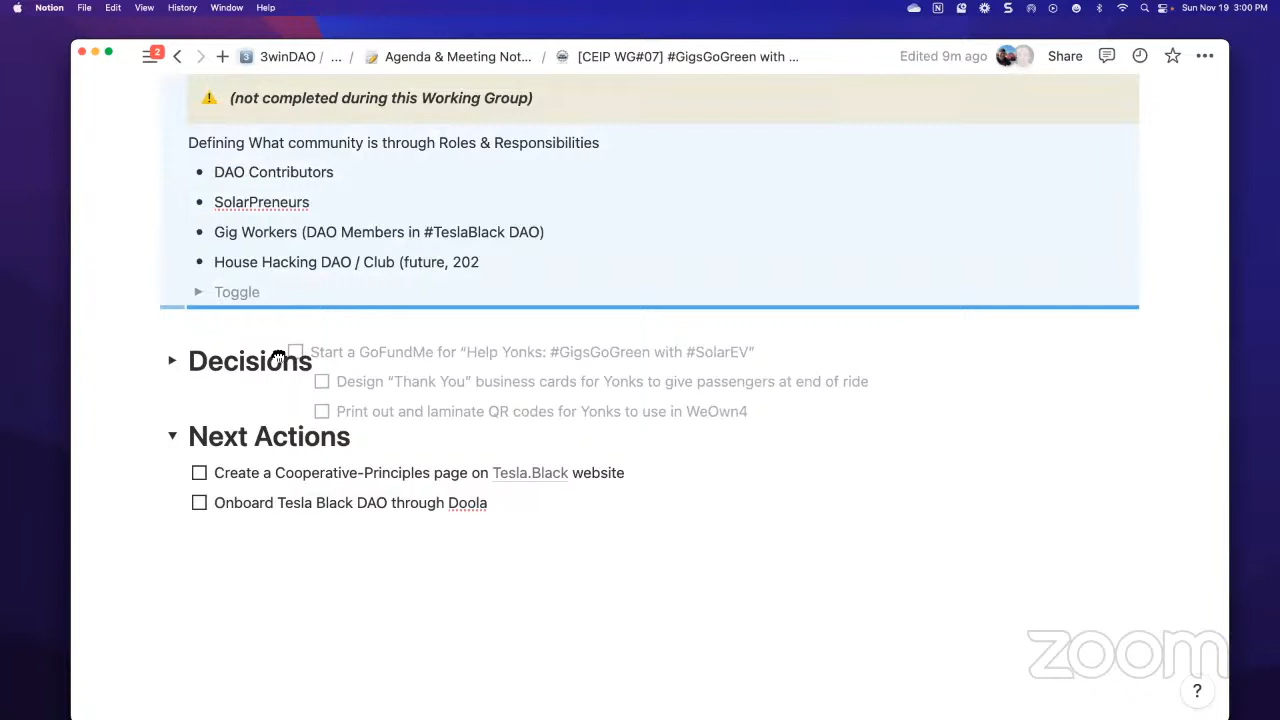 Notion File Edit View History Window Help Sun Nov 19 3:00 PM
2 3 3winDAO / ... / Agenda & Meeting Not... / [CEIP WG#07] #GigsGoGreen with ... Edited 9m ago Share
(not completed during this Working Group)
Defining What community is through Roles & Responsibilities
DAO Contributors
SolarPreneurs
Gig Workers (DAO Members in #TeslaBlack DAO)
House Hacking DAO / Club (future, 202
Toggle
Start a GoFundMe for “Help Yonks: #GigsGoGreen with #SolarEV”
Decisions
Design “Thank You” business cards for Yonks to give passengers at end of ride
Print out and laminate QR codes for Yonks to use in WeOwn4
Next Actions
Create a Cooperative-Principles page on Tesla.Black website
Onboard Tesla Black DAO through Doola
zoom
?